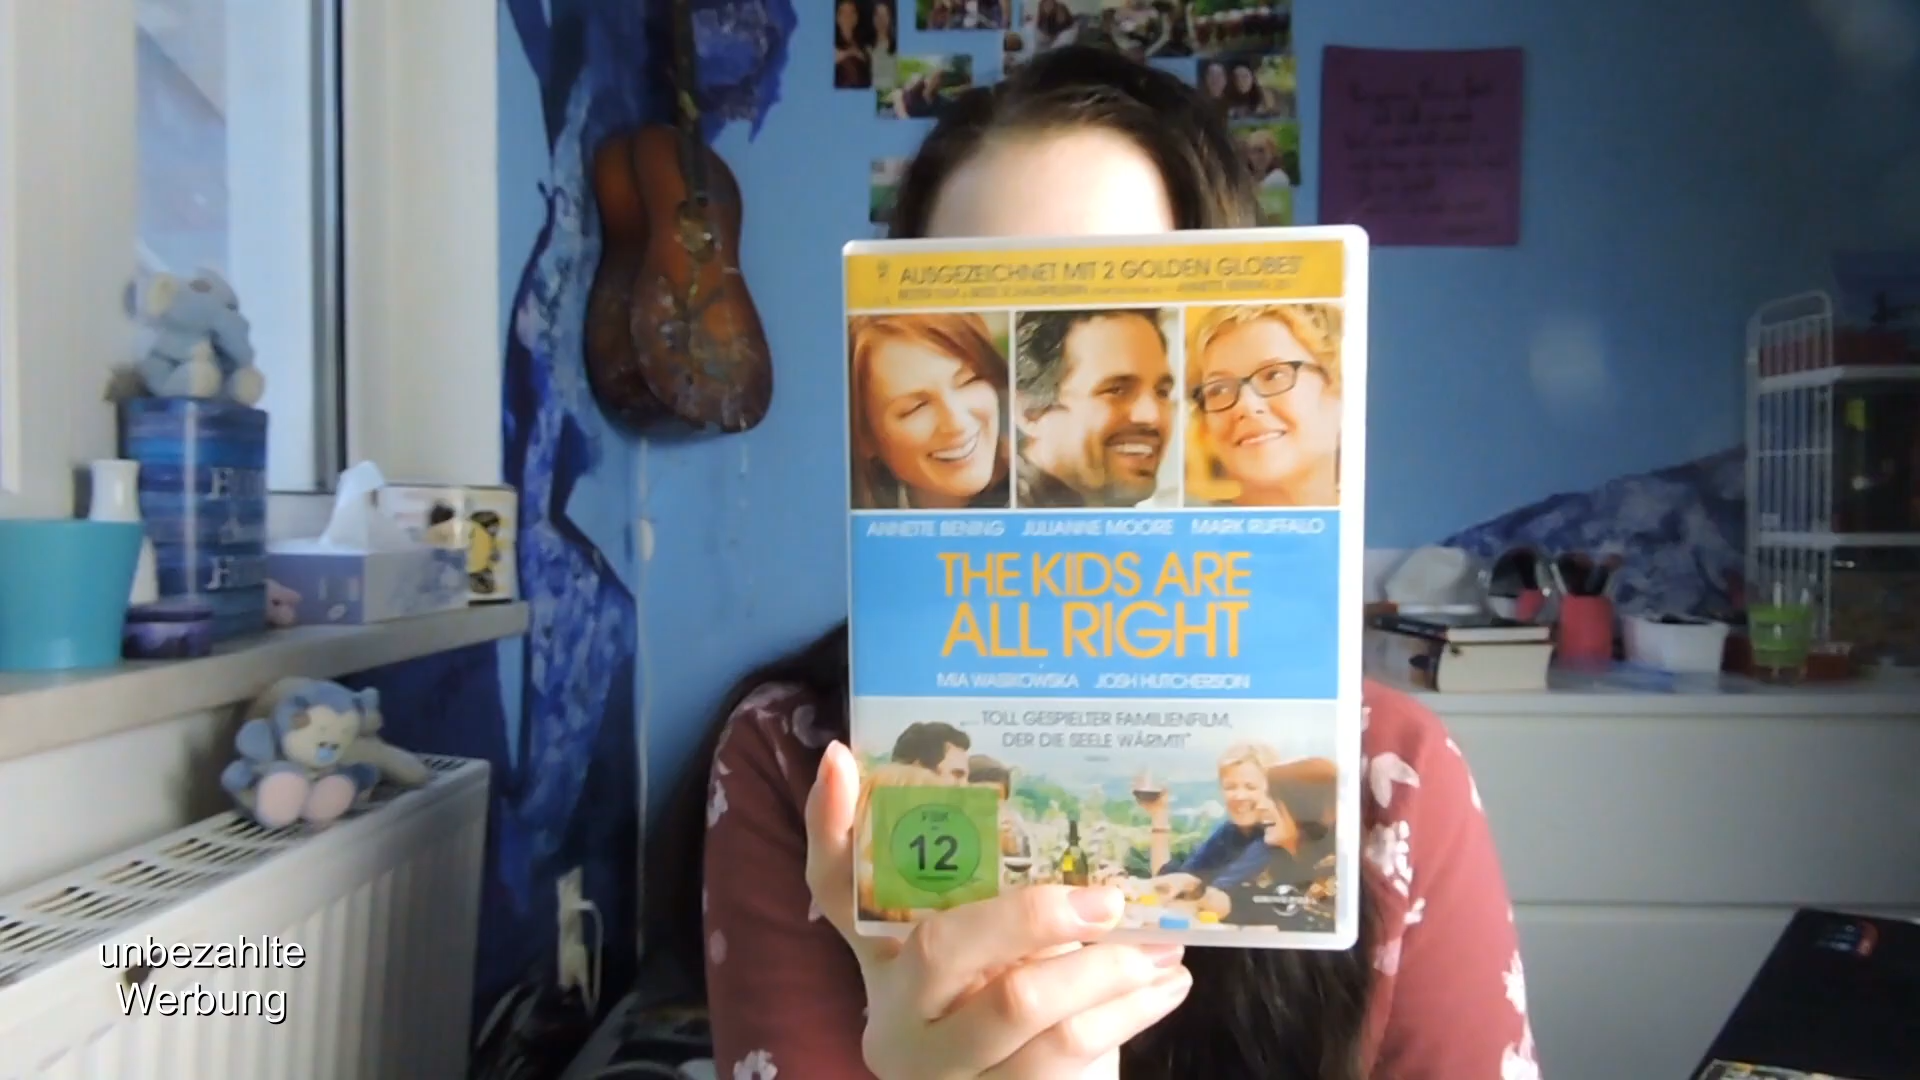 AUSGEZEICHNET MIT 2 GOLDEN GLOBES
ANNETTE BENING JULIANNE MOORE MARK RUFFALO
THE KIDS ARE
ALL RIGHT
MIA WASIKOWSKA JOSH HUTCHERSON
„... TOLL GESPIELTER FAMILIENFILM,
DER DIE SEELE WÄRMT!"
FSK
12
UNIVERSAL
unbezahlte
Werbung